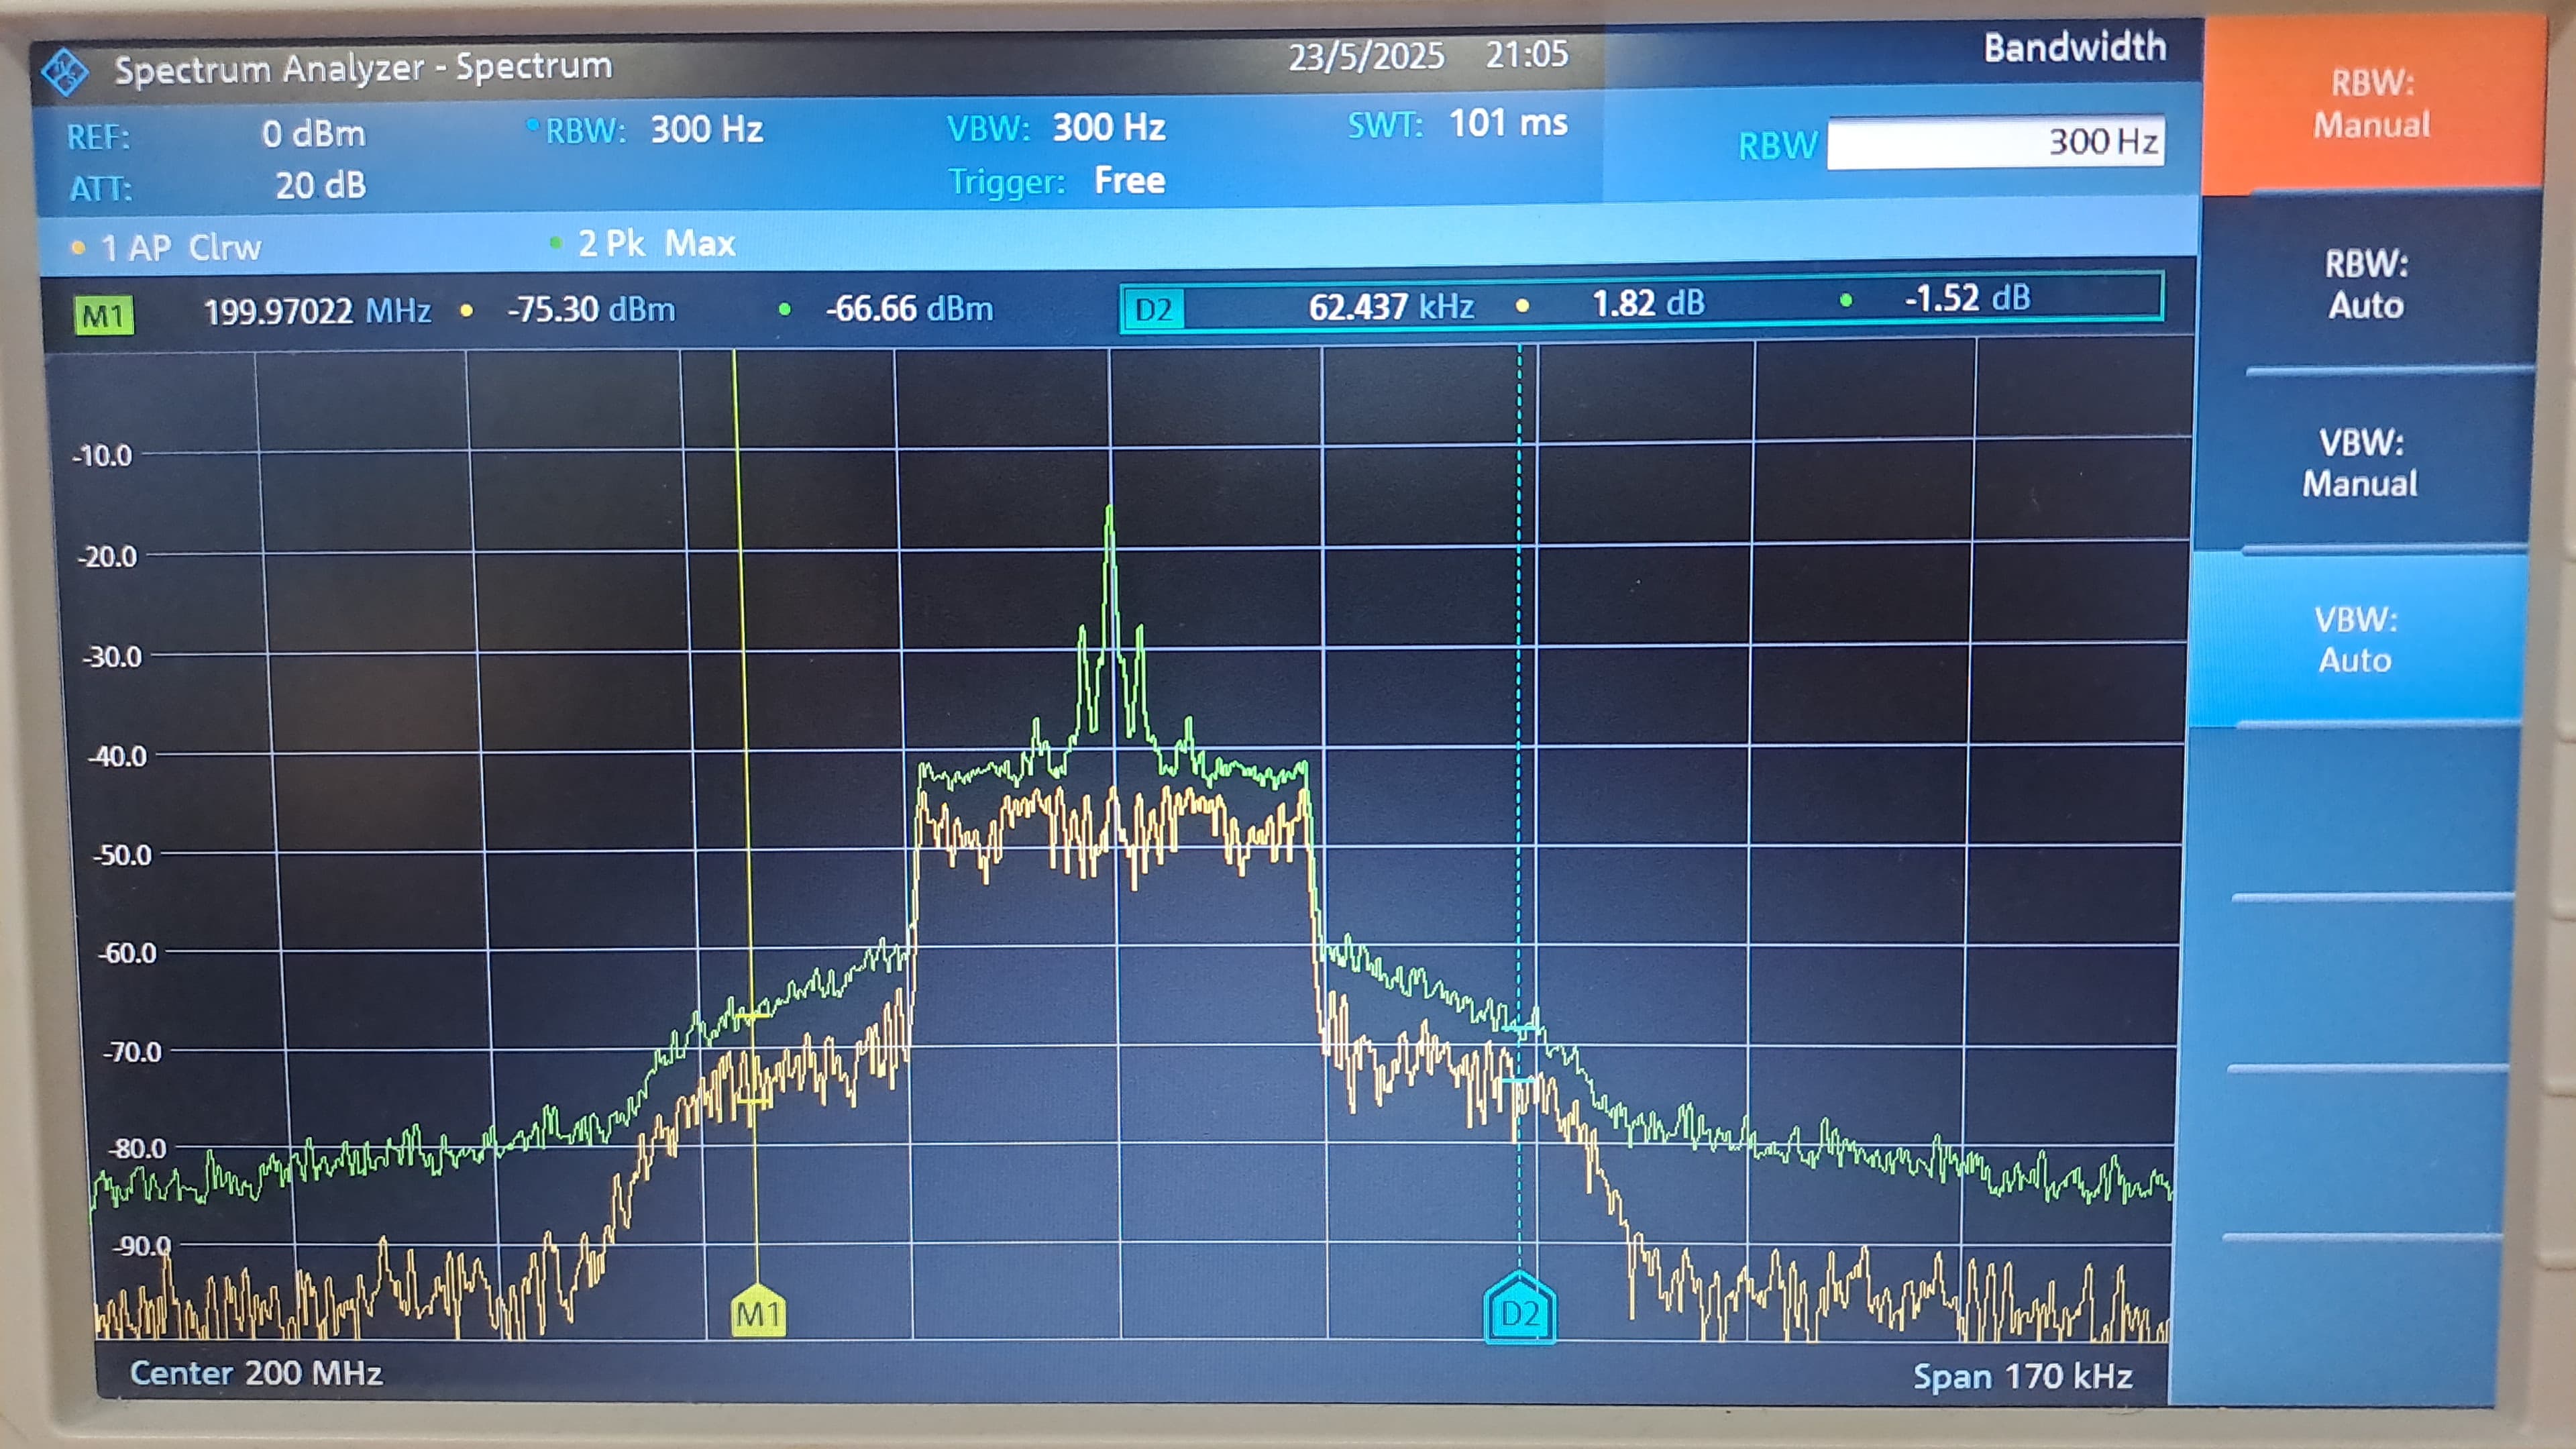 Spectrum Analyzer - Spectrum 23/5/2025 21:05 Bandwidth
REF: 0 dBm RBW: 300 Hz VBW: 300 Hz SWT: 101 ms RBW 300 Hz
ATT: 20 dB Trigger: Free
1 AP Clrw 2 Pk Max
M1 199.97022 MHz -75.30 dBm -66.66 dBm D2 62.437 kHz 1.82 dB -1.52 dB
-10.0
-20.0
-30.0
-40.0
-50.0
-60.0
-70.0
-80.0
-90.0
M1 D2
Center 200 MHz Span 170 kHz
RBW:
Manual
RBW:
Auto
VBW:
Manual
VBW:
Auto